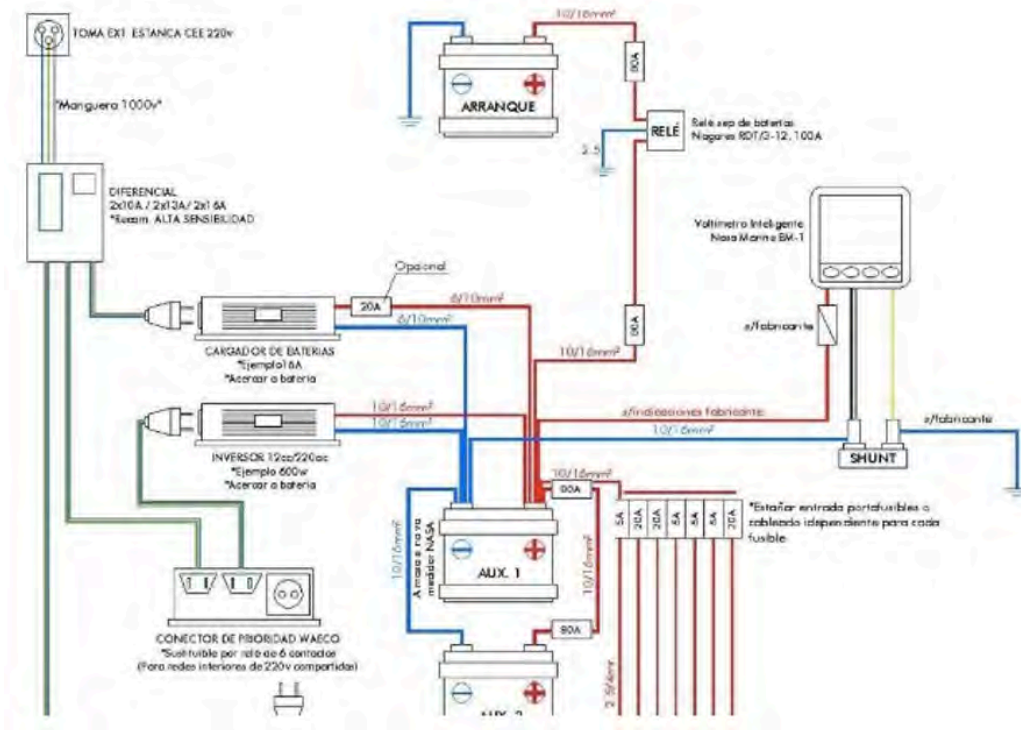 TOMA EXT ESTANCA CEE 220v
"Manguera 1000v"
DIFERENCIAL
2x10A / 2x13A/ 2x16A
*Recom. ALTA SENSIBILIDAD
10/16mm²
80A
ARRANQUE
RELÉ
Relé sep de baterías
Niagares RDT/3-12, 100A
2.5
80A
10/16mm²
Voltímetro Inteligente
Nasa Marine BM-1
s/fabricante
Opcional
20A
6/10mm²
6/10mm²
CARGADOR DE BATERIAS
*Ejemplo16A
*Acercar a batería
10/16mm²
10/16mm²
INVERSOR 12cc/220ac
*Ejemplo 600w
*Acercar a batería
s/indicaciones fabricante
10/16mm²
s/fabricante
SHUNT
10/16mm²
80A
5A
20A
20A
5A
5A
5A
20A
*Estañar entrada portafusibles o
cableado idependiente para cada
fusible
10/16mm²
A masa o nova
medidor NASA
AUX. 1
10/16mm²
80A
CONECTOR DE PRIORIDAD WAECO
*Sustituible por relé de 6 contactos
(Para redes interiores de 220v compartidas)
AUX. 2